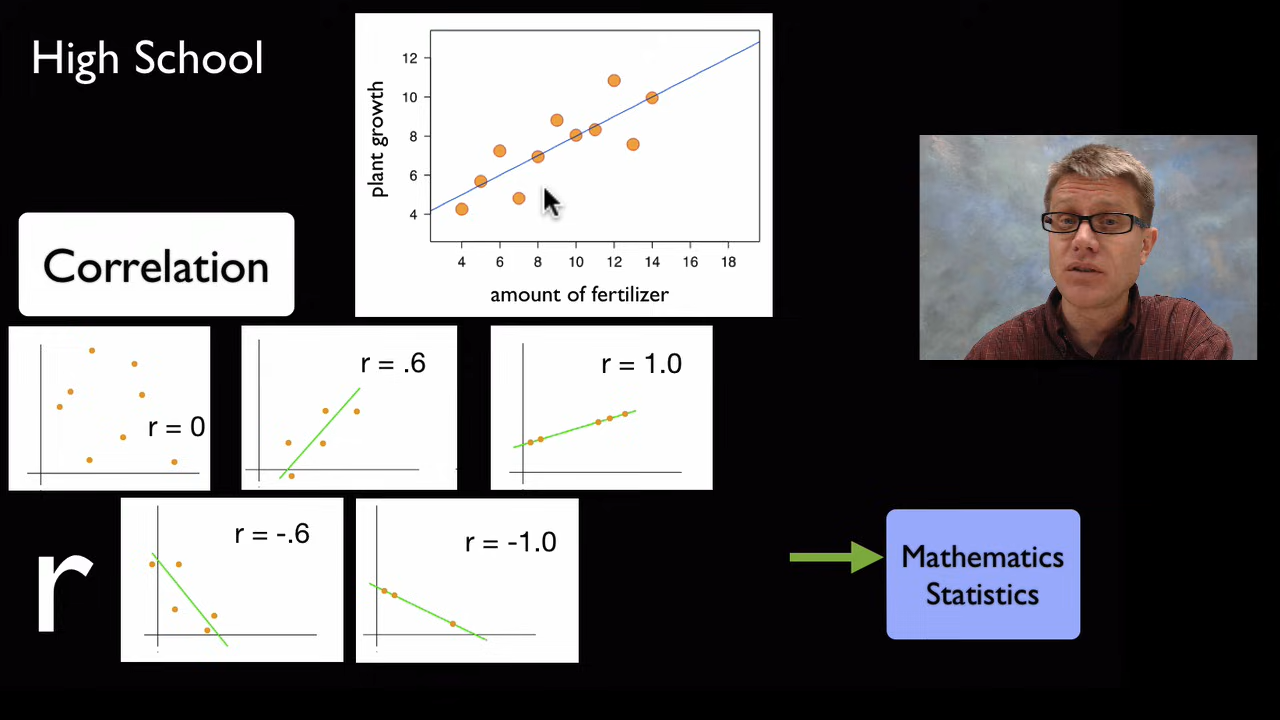 High School
plant growth
12
10
8
6
4
4 6 8 10 12 14 16 18
amount of fertilizer
Correlation
r = 0
r = .6
r = 1.0
r
r = -.6
r = -1.0
Mathematics
Statistics